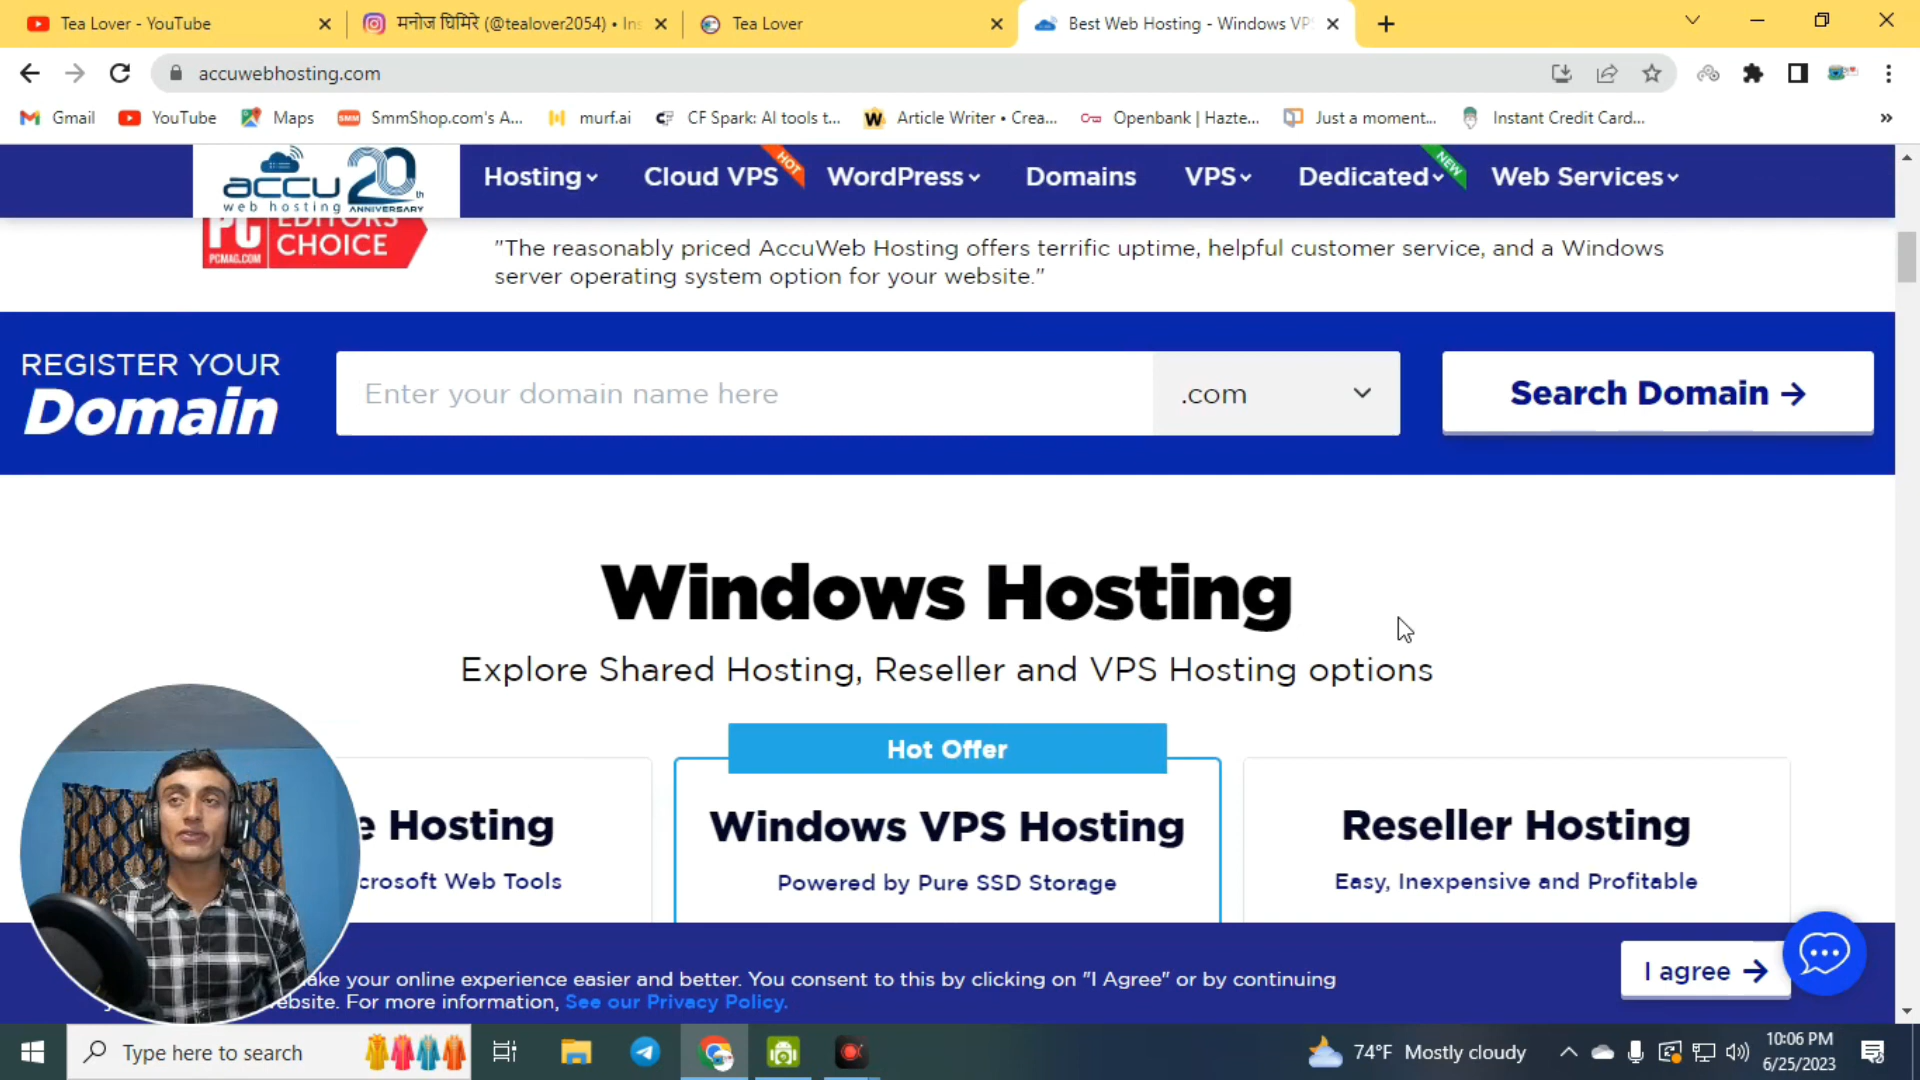 Tea Lover - YouTube
मनोज घिमिरे (@tealover2054) • Ins
Tea Lover
Best Web Hosting - Windows VP
accuwebhosting.com
Gmail
YouTube
Maps
SMM
SmmShop.com's A...
murf.ai
CF Spark: AI tools t...
W
Article Writer • Crea...
Openbank | Hazte...
Just a moment...
Instant Credit Card...
»
accu
web hosting
20th
ANNIVERSARY
Hosting
Cloud VPS
HOT
WordPress
Domains
VPS
Dedicated
NEW
Web Services
PC
PCMAG.COM
EDITORS'
CHOICE
"The reasonably priced AccuWeb Hosting offers terrific uptime, helpful customer service, and a Windows
server operating system option for your website."
REGISTER YOUR
Domain
Enter your domain name here
.com
Search Domain →
Windows Hosting
Explore Shared Hosting, Reseller and VPS Hosting options
Hot Offer
e Hosting
crosoft Web Tools
Windows VPS Hosting
Powered by Pure SSD Storage
Reseller Hosting
Easy, Inexpensive and Profitable
ake your online experience easier and better. You consent to this by clicking on "I Agree" or by continuing
ebsite. For more information, See our Privacy Policy.
I agree →
Type here to search
74°F Mostly cloudy
10:06 PM
6/25/2023